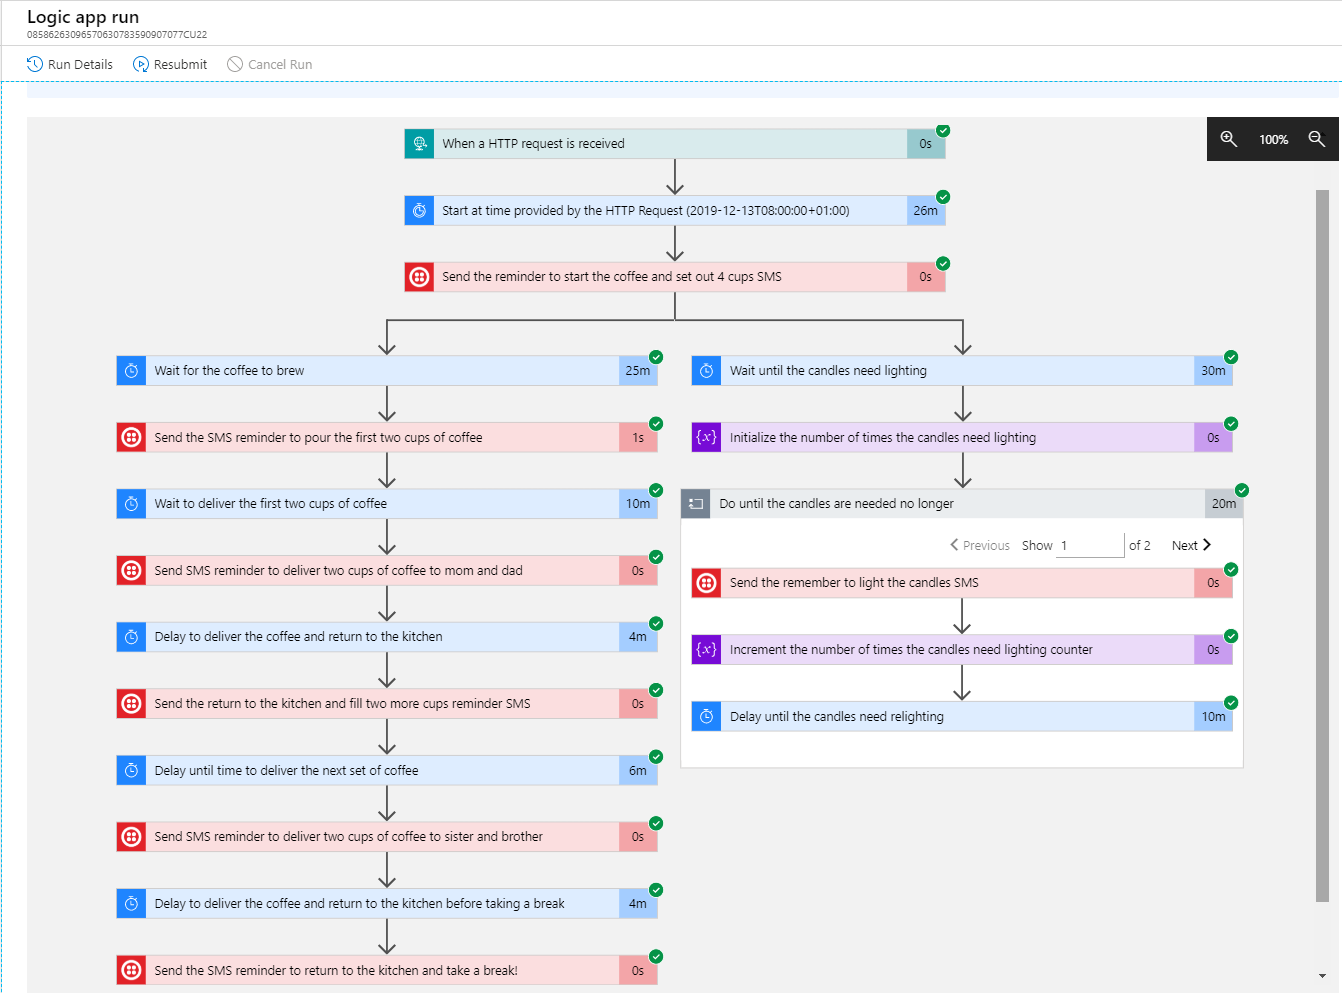 Logic app run
08586263096570630783590907077CU22
Run Details Resubmit Cancel Run
100%
When a HTTP request is received 0s
Start at time provided by the HTTP Request (2019-12-13T08:00:00+01:00) 26m
Send the reminder to start the coffee and set out 4 cups SMS 0s
Wait for the coffee to brew 25m
Send the SMS reminder to pour the first two cups of coffee 1s
Wait to deliver the first two cups of coffee 10m
Send SMS reminder to deliver two cups of coffee to mom and dad 0s
Delay to deliver the coffee and return to the kitchen 4m
Send the return to the kitchen and fill two more cups reminder SMS 0s
Delay until time to deliver the next set of coffee 6m
Send SMS reminder to deliver two cups of coffee to sister and brother 0s
Delay to deliver the coffee and return to the kitchen before taking a break 4m
Send the SMS reminder to return to the kitchen and take a break! 0s
Wait until the candles need lighting 30m
{x} Initialize the number of times the candles need lighting 0s
Do until the candles are needed no longer 20m
Previous Show 1 of 2 Next
Send the remember to light the candles SMS 0s
{x} Increment the number of times the candles need lighting counter 0s
Delay until the candles need relighting 10m